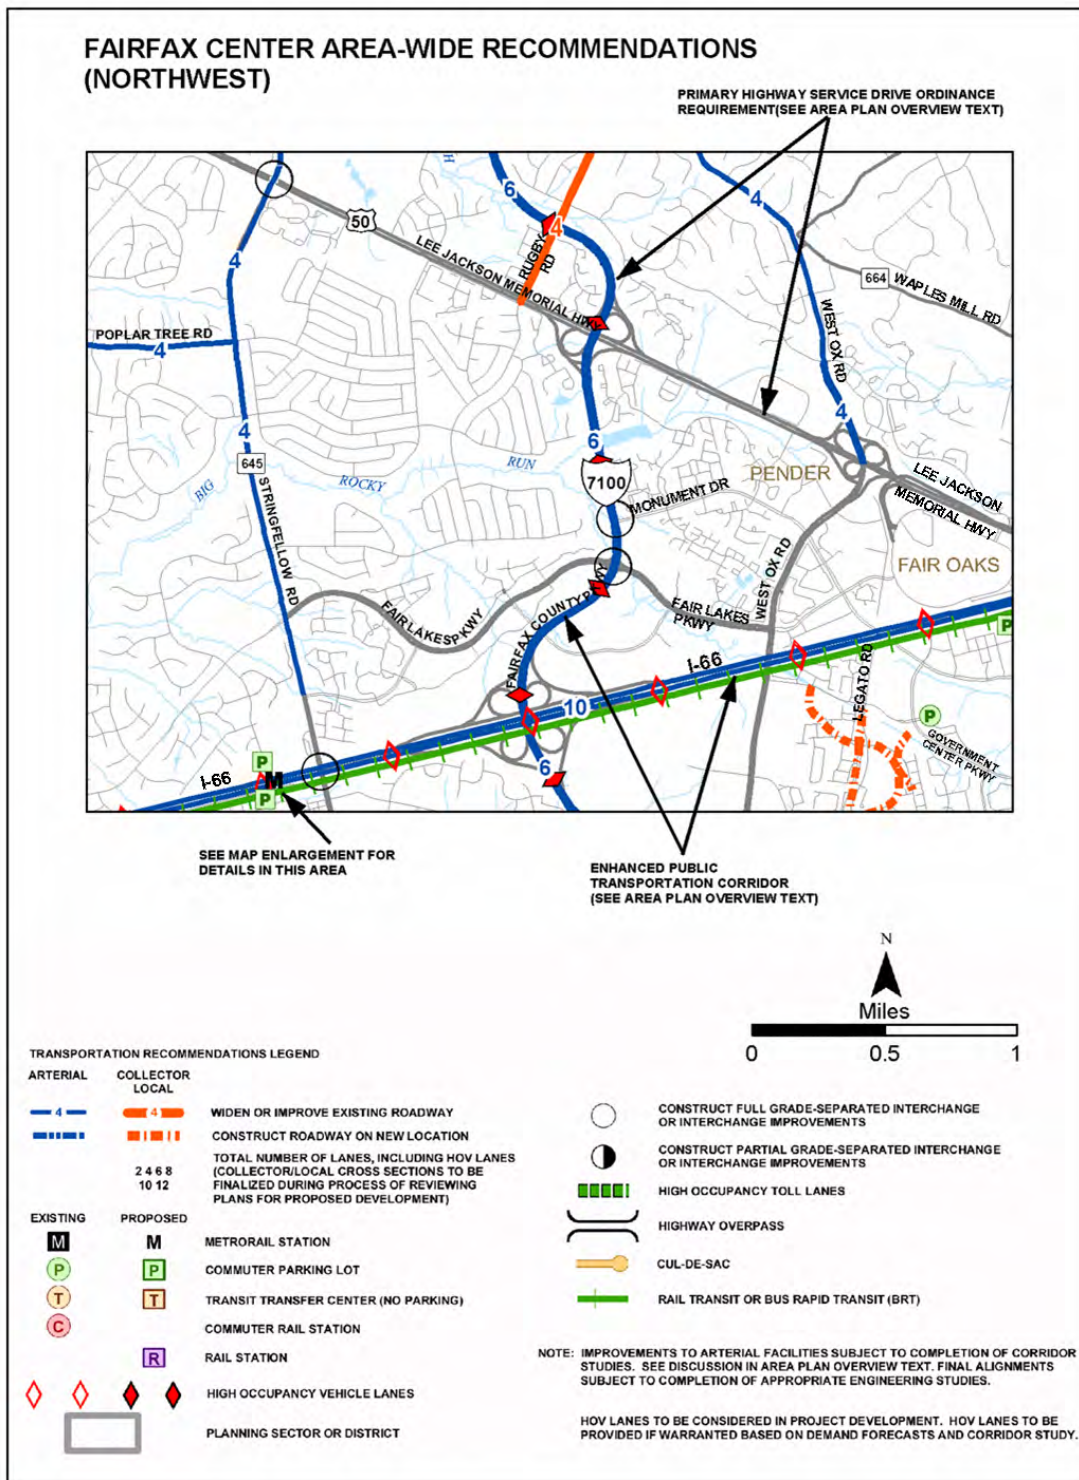 FAIRFAX CENTER AREA-WIDE RECOMMENDATIONS
(NORTHWEST)
PRIMARY HIGHWAY SERVICE DRIVE ORDINANCE
REQUIREMENT(SEE AREA PLAN OVERVIEW TEXT)
H
6
4
50
4
RUGBY
RD
LEE JACKSON MEMORIAL HWY
4
664
WAPLES MILL RD
WEST OX RD
POPLAR TREE RD
4
4
4
6
645
STRINGFELLOW RD
BIG
ROCKY
RUN
7100
MONUMENT DR
PENDER
LEE JACKSON
MEMORIAL HWY
FAIR OAKS
WEST OX RD
FAIR LAKES PKWY
FAIRFAX COUNTY PKWY
FAIR LAKES
PKWY
I-66
10
6
LEGATO RD
P
P
GOVERNMENT
CENTER PKWY
I-66
P
M
P
SEE MAP ENLARGEMENT FOR
DETAILS IN THIS AREA
ENHANCED PUBLIC
TRANSPORTATION CORRIDOR
(SEE AREA PLAN OVERVIEW TEXT)
N
Miles
0 0.5 1
TRANSPORTATION RECOMMENDATIONS LEGEND
ARTERIAL COLLECTOR
LOCAL
4 4 WIDEN OR IMPROVE EXISTING ROADWAY
CONSTRUCT ROADWAY ON NEW LOCATION
2 4 6 8
10 12
TOTAL NUMBER OF LANES, INCLUDING HOV LANES
(COLLECTOR/LOCAL CROSS SECTIONS TO BE
FINALIZED DURING PROCESS OF REVIEWING
PLANS FOR PROPOSED DEVELOPMENT)
EXISTING PROPOSED
M M METRORAIL STATION
P P COMMUTER PARKING LOT
T T TRANSIT TRANSFER CENTER (NO PARKING)
C COMMUTER RAIL STATION
R RAIL STATION
HIGH OCCUPANCY VEHICLE LANES
PLANNING SECTOR OR DISTRICT
CONSTRUCT FULL GRADE-SEPARATED INTERCHANGE
OR INTERCHANGE IMPROVEMENTS
CONSTRUCT PARTIAL GRADE-SEPARATED INTERCHANGE
OR INTERCHANGE IMPROVEMENTS
HIGH OCCUPANCY TOLL LANES
HIGHWAY OVERPASS
CUL-DE-SAC
RAIL TRANSIT OR BUS RAPID TRANSIT (BRT)
NOTE: IMPROVEMENTS TO ARTERIAL FACILITIES SUBJECT TO COMPLETION OF CORRIDOR
STUDIES. SEE DISCUSSION IN AREA PLAN OVERVIEW TEXT. FINAL ALIGNMENTS
SUBJECT TO COMPLETION OF APPROPRIATE ENGINEERING STUDIES.
HOV LANES TO BE CONSIDERED IN PROJECT DEVELOPMENT. HOV LANES TO BE
PROVIDED IF WARRANTED BASED ON DEMAND FORECASTS AND CORRIDOR STUDY.